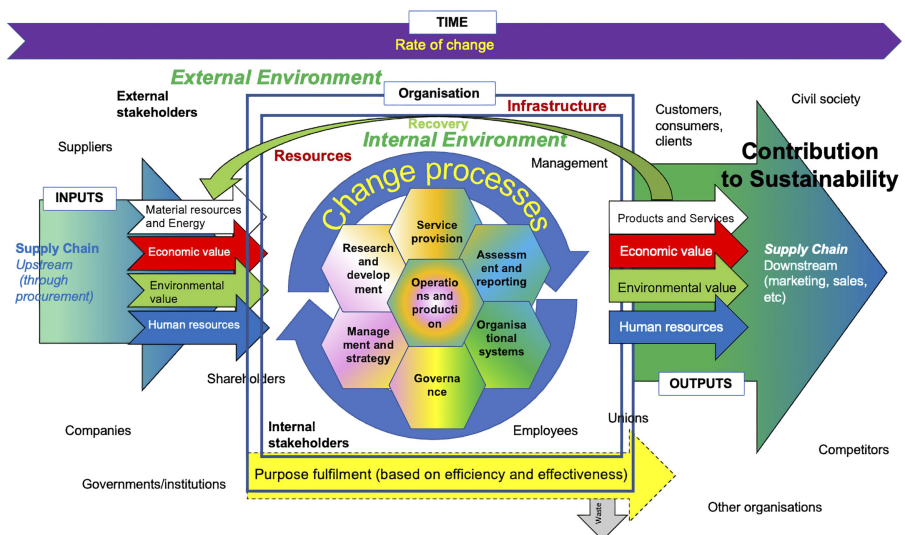 TIME
Rate of change
External Environment
External
stakeholders
Organisation
Infrastructure
Recovery
Internal Environment
Resources
Management
Customers,
consumers,
clients
Civil society
Contribution
to Sustainability
Suppliers
INPUTS
Supply Chain
Upstream
(through
procurement)
Material resources
and Energy
Economic value
Environmental
value
Human resources
Change processes
Service
provision
Research
and
develop
ment
Assessm
ent and
reporting
Operatio
ns and
producti
on
Manage
ment and
strategy
Organisa
tional
systems
Governa
nce
Products and Services
Economic value
Environmental value
Human resources
Supply Chain
Downstream
(marketing, sales,
etc)
OUTPUTS
Shareholders
Companies
Internal
stakeholders
Employees
Unions
Competitors
Governments/institutions
Purpose fulfilment (based on efficiency and effectiveness)
Waste
Other organisations